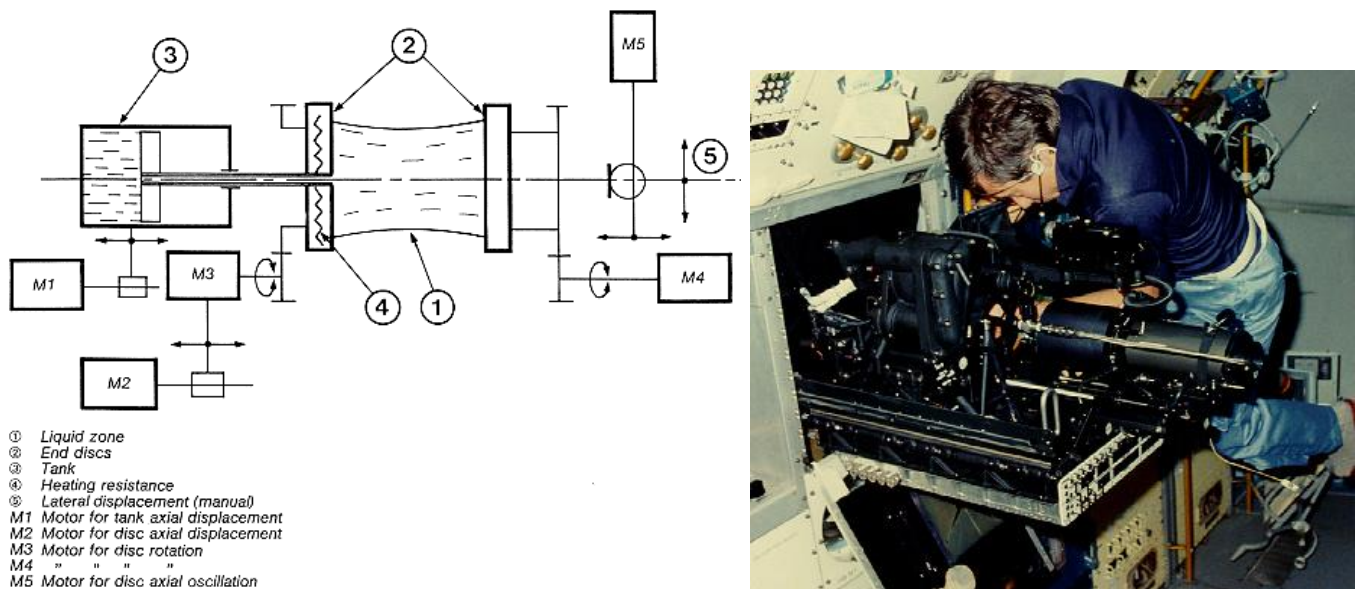 M5
③
②
⑤
M1
M3
M4
④
①
M2
① Liquid zone
② End discs
③ Tank
④ Heating resistance
⑤ Lateral displacement (manual)
M1 Motor for tank axial displacement
M2 Motor for disc axial displacement
M3 Motor for disc rotation
M4 " " " "
M5 Motor for disc axial oscillation